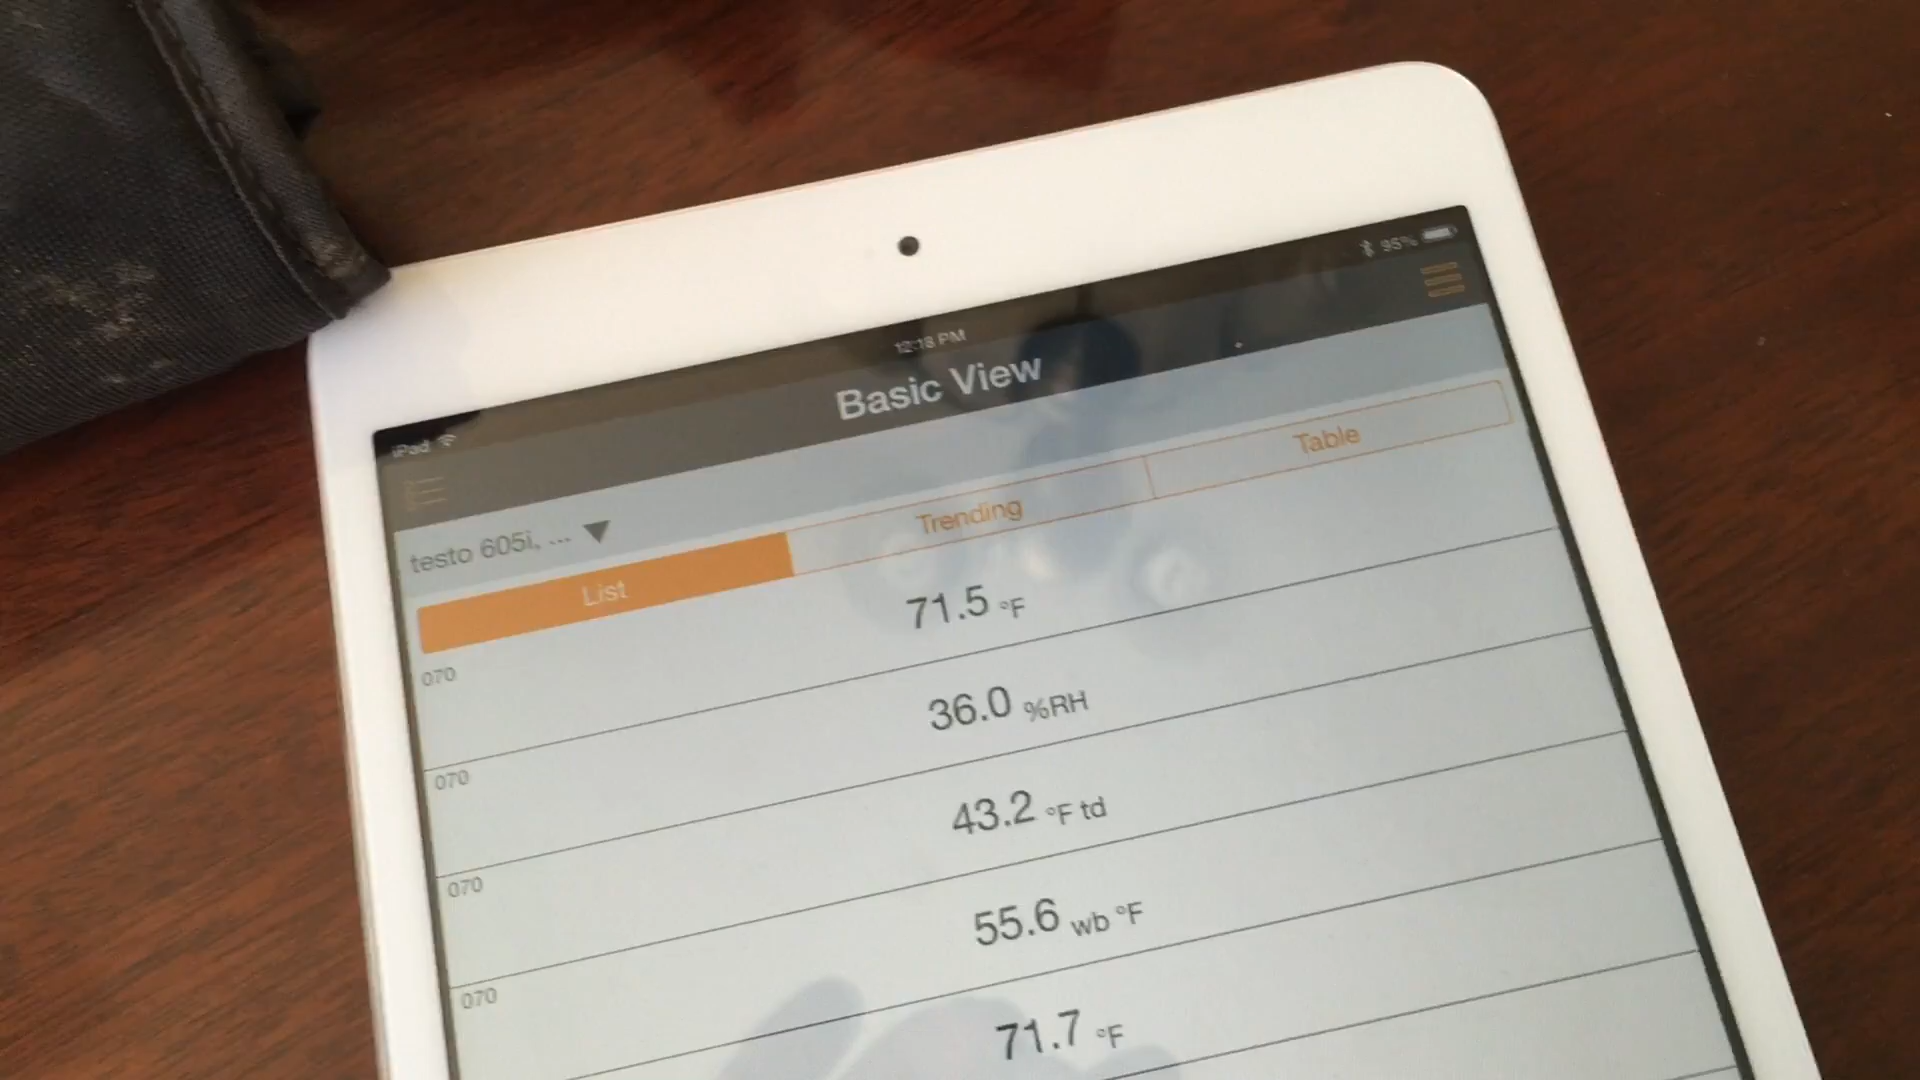 iPad
12:18 PM
95%
Basic View
testo 605i, ...
List
Trending
Table
070
71.5 °F
070
36.0 %RH
070
43.2 °F td
070
55.6 wb °F
71.7 °F